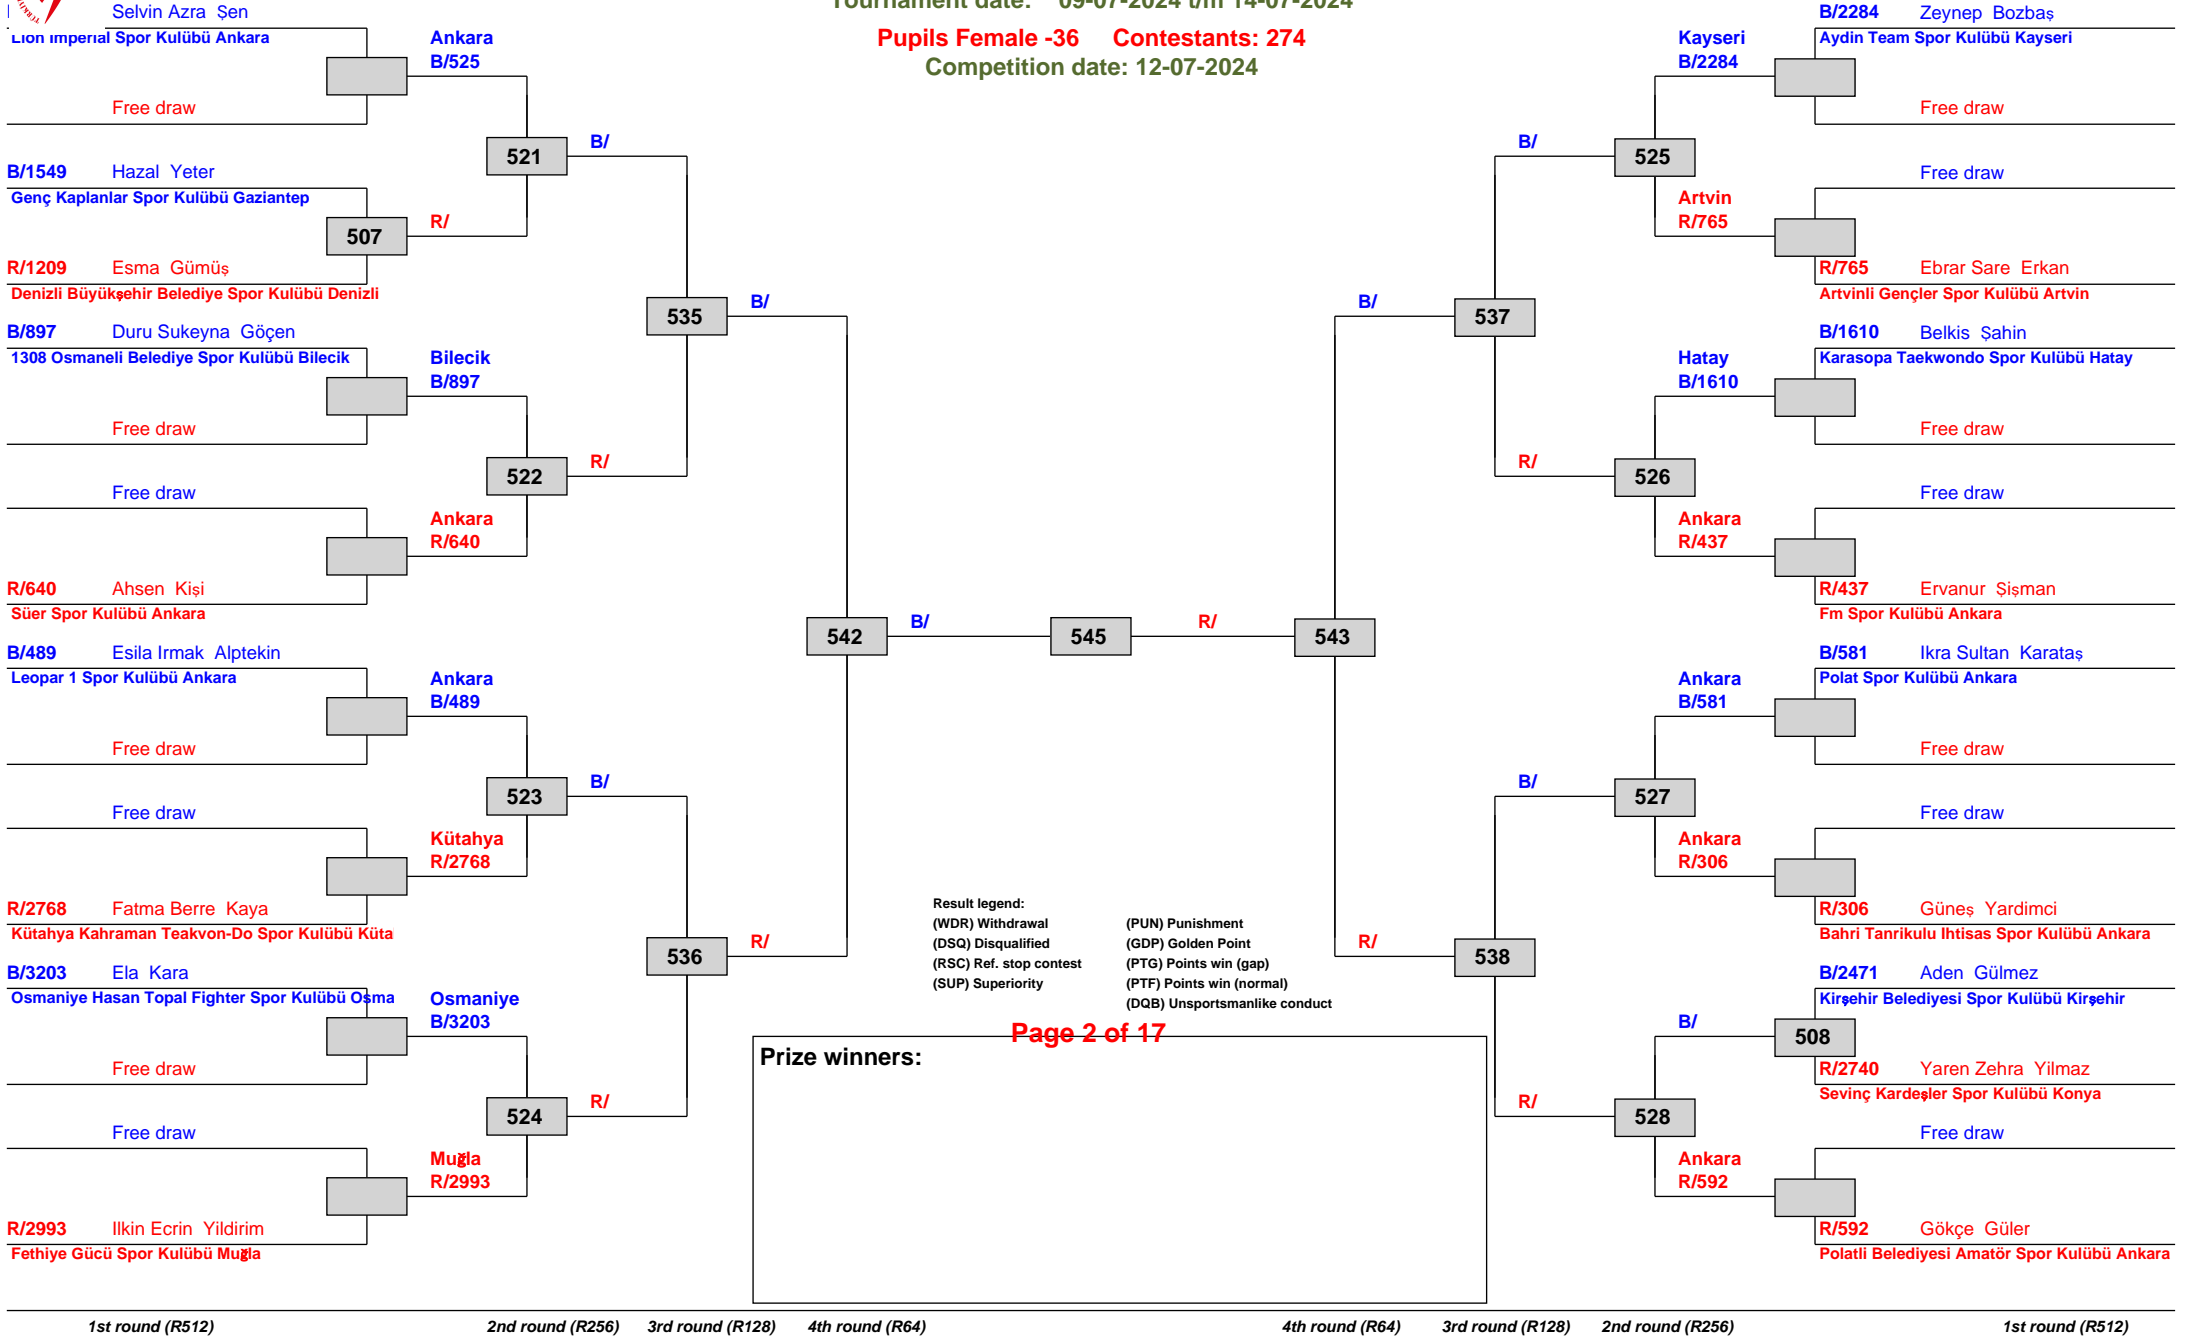 Tournament date: 09-07-2024 t/m 14-07-2024
Pupils Female -36 Contestants: 274
Competition date: 12-07-2024
Selvin Azra Şen
Lion Imperial Spor Kulübü Ankara
Free draw
Ankara
B/525
521
B/
B/1549 Hazal Yeter
Genç Kaplanlar Spor Kulübü Gaziantep
507
R/
R/1209 Esma Gümüş
Denizli Büyükşehir Belediye Spor Kulübü Denizli
535
B/
B/897 Duru Sukeyna Göçen
1308 Osmaneli Belediye Spor Kulübü Bilecik
Bilecik
B/897
Free draw
522
R/
Free draw
Ankara
R/640
R/640 Ahsen Kişi
Süer Spor Kulübü Ankara
542
B/
545
R/
543
B/489 Esila Irmak Alptekin
Leopar 1 Spor Kulübü Ankara
Ankara
B/489
Free draw
523
B/
Free draw
Kütahya
R/2768
R/2768 Fatma Berre Kaya
Kütahya Kahraman Teakvon-Do Spor Kulübü Küta
536
R/
B/3203 Ela Kara
Osmaniye Hasan Topal Fighter Spor Kulübü Osma
Osmaniye
B/3203
Free draw
524
R/
Free draw
Muğla
R/2993
R/2993 Ilkin Ecrin Yildirim
Fethiye Gücü Spor Kulübü Muğla
B/2284 Zeynep Bozbaş
Aydin Team Spor Kulübü Kayseri
Kayseri
B/2284
Free draw
B/
525
Free draw
Artvin
R/765
R/765 Ebrar Sare Erkan
Artvinli Gençler Spor Kulübü Artvin
B/
537
B/1610 Belkis Şahin
Karasopa Taekwondo Spor Kulübü Hatay
Hatay
B/1610
Free draw
R/
526
Free draw
Ankara
R/437
R/437 Ervanur Şişman
Fm Spor Kulübü Ankara
B/581 Ikra Sultan Karataş
Polat Spor Kulübü Ankara
Ankara
B/581
Free draw
B/
527
Free draw
Ankara
R/306
R/306 Güneş Yardimci
Bahri Tanrikulu Ihtisas Spor Kulübü Ankara
R/
538
B/2471 Aden Gülmez
Kirşehir Belediyesi Spor Kulübü Kirşehir
B/
508
R/2740 Yaren Zehra Yilmaz
Sevinç Kardeşler Spor Kulübü Konya
R/
528
Free draw
Ankara
R/592
R/592 Gökçe Güler
Polatli Belediyesi Amatör Spor Kulübü Ankara
Result legend:
(WDR) Withdrawal (PUN) Punishment
(DSQ) Disqualified (GDP) Golden Point
(RSC) Ref. stop contest (PTG) Points win (gap)
(SUP) Superiority (PTF) Points win (normal)
(DQB) Unsportsmanlike conduct
Page 2 of 17
Prize winners:
1st round (R512) 2nd round (R256) 3rd round (R128) 4th round (R64) 4th round (R64) 3rd round (R128) 2nd round (R256) 1st round (R512)